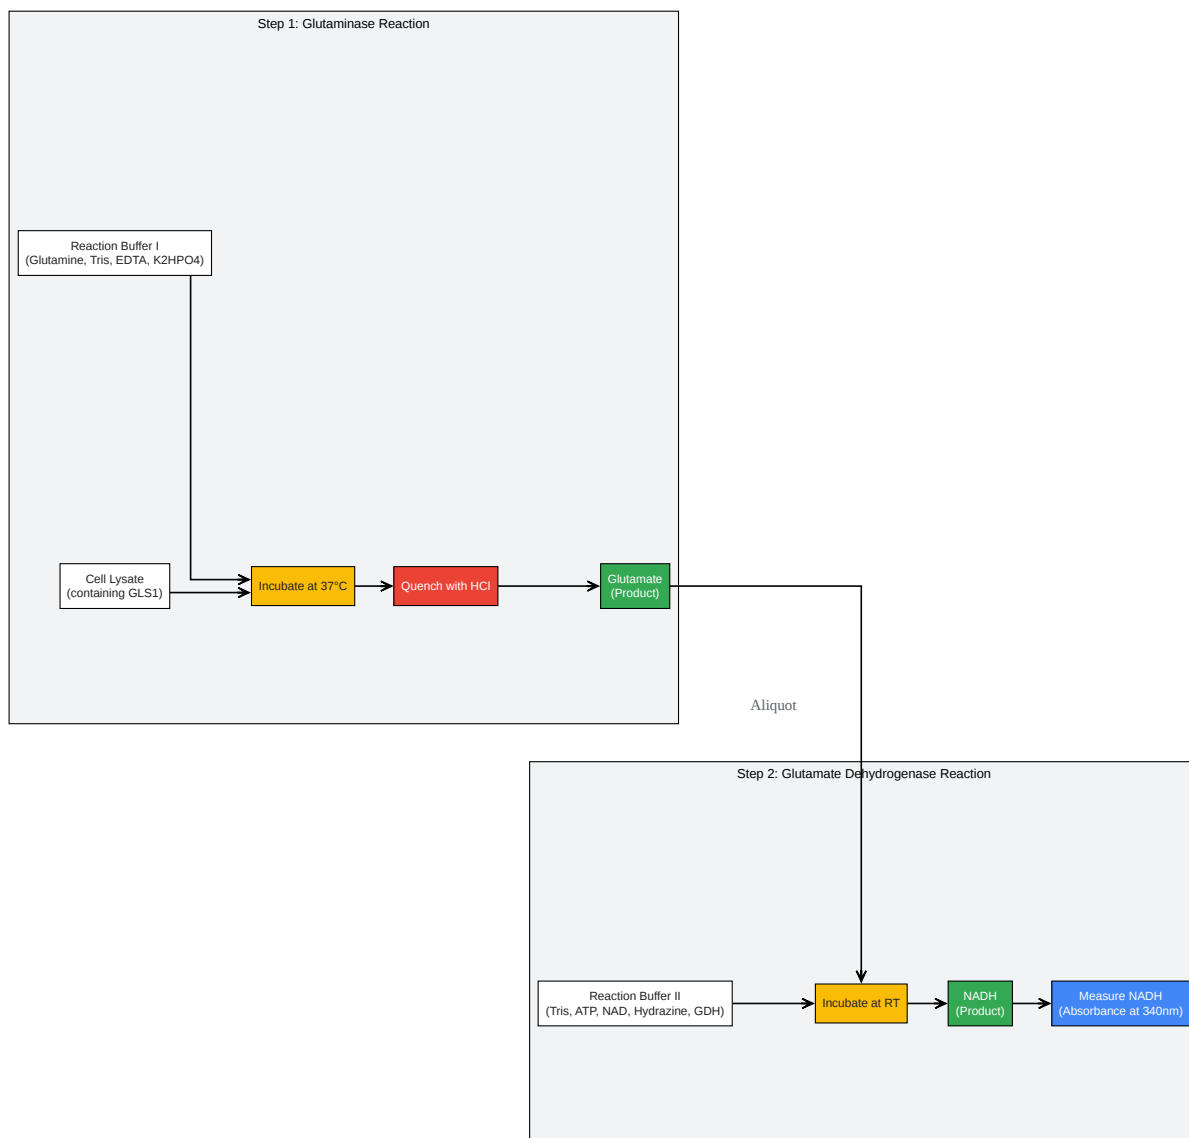 Step 1: Glutaminase Reaction
Reaction Buffer I
(Glutamine, Tris, EDTA, K2HPO4)
Cell Lysate
(containing GLS1)
Incubate at 37°C
Quench with HCl
Glutamate
(Product)
Aliquot
Step 2: Glutamate Dehydrogenase Reaction
Reaction Buffer II
(Tris, ATP, NAD, Hydrazine, GDH)
Incubate at RT
NADH
(Product)
Measure NADH
(Absorbance at 340nm)